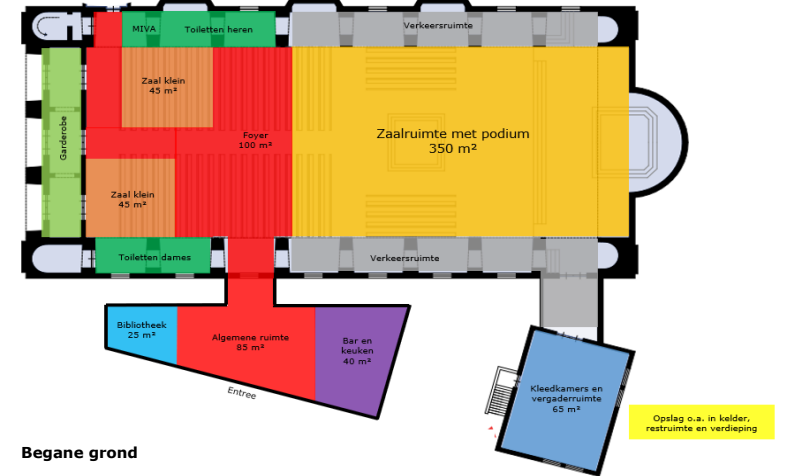 MIVA
Toiletten heren
Verkeersruimte
Zaal klein
45 m²
Garderobe
Foyer
100 m²
Zaalruimte met podium
350 m²
Zaal klein
45 m²
Toiletten dames
Verkeersruimte
Bibliotheek
25 m²
Algemene ruimte
85 m²
Bar en
keuken
40 m²
Entree
Kleedkamers en
vergaderruimte
65 m²
Opslag o.a. in kelder,
restruimte en verdieping
Begane grond